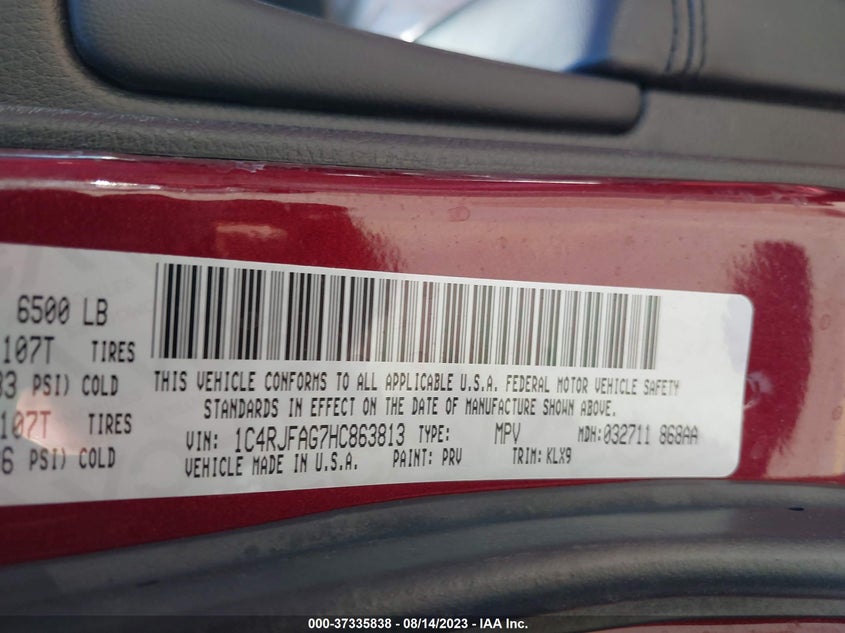 6500 LB
107T TIRES
33 PSI) COLD
107T TIRES
36 PSI) COLD
THIS VEHICLE CONFORMS TO ALL APPLICABLE U.S.A. FEDERAL MOTOR VEHICLE SAFETY
STANDARDS IN EFFECT ON THE DATE OF MANUFACTURE SHOWN ABOVE.
VIN: 1C4RJFAG7HC863813 TYPE: MPV MDH:032711 868AA
VEHICLE MADE IN U.S.A. PAINT: PRV TRIM: KLX9
000-37335838 - 08/14/2023 - IAA Inc.